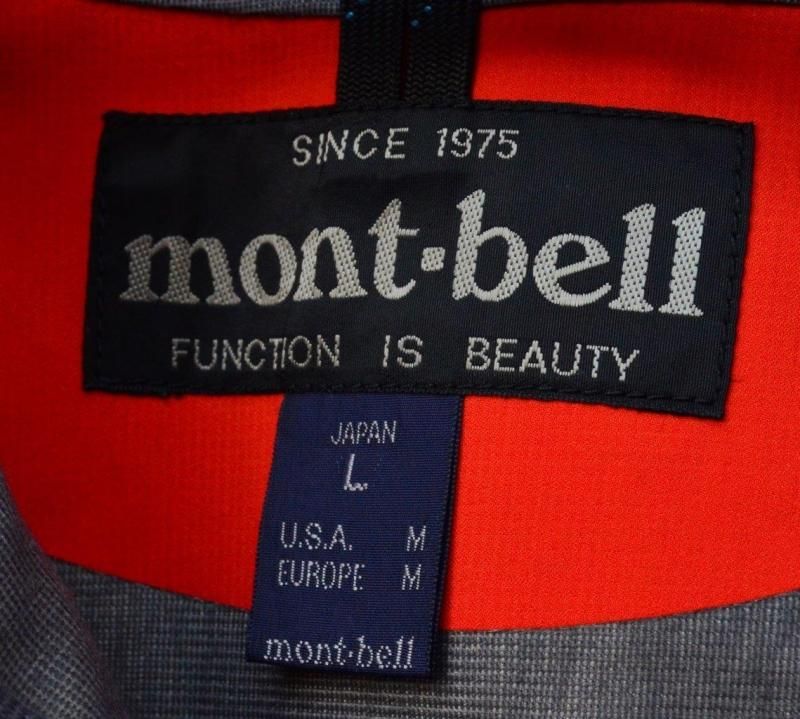 SINCE 1975
mont·bell
FUNCTION IS BEAUTY
JAPAN
L
U.S.A. M
EUROPE M
mont·bell